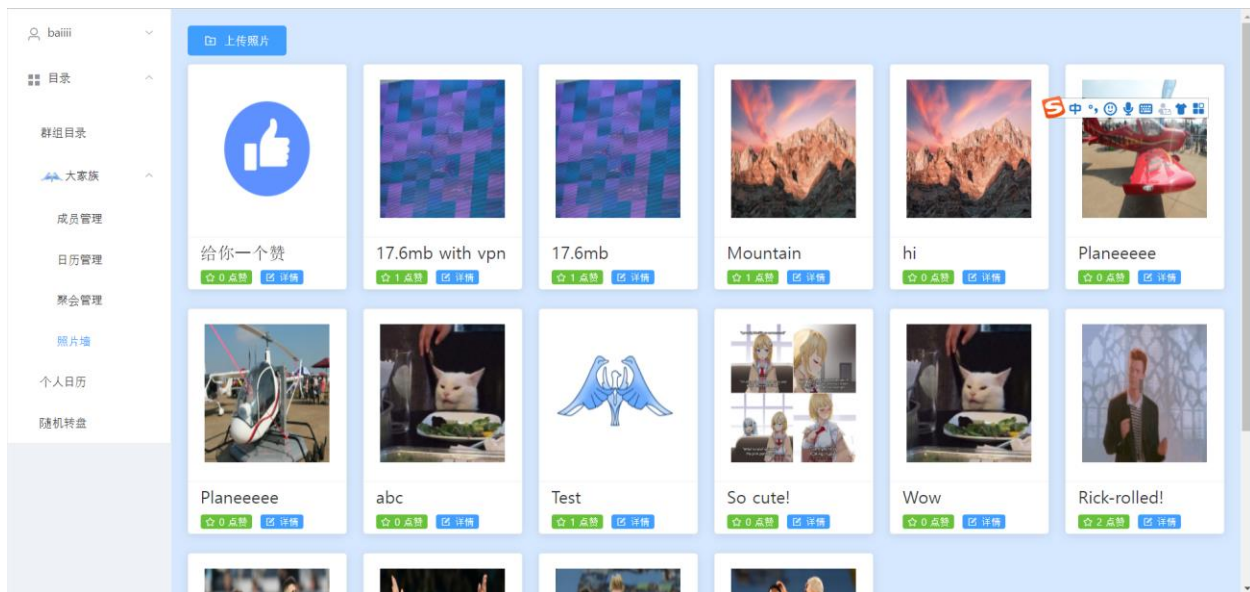 baiiii
上传照片
目录
群组目录
大家族
成员管理
日历管理
聚会管理
照片墙
个人日历
随机转盘
中
给你一个赞
17.6mb with vpn
17.6mb
Mountain
hi
Planeeeee
0 点赞 详情
1 点赞 详情
1 点赞 详情
1 点赞 详情
0 点赞 详情
0 点赞 详情
Planeeeee
abc
Test
So cute!
Wow
Rick-rolled!
0 点赞 详情
0 点赞 详情
1 点赞 详情
0 点赞 详情
0 点赞 详情
2 点赞 详情